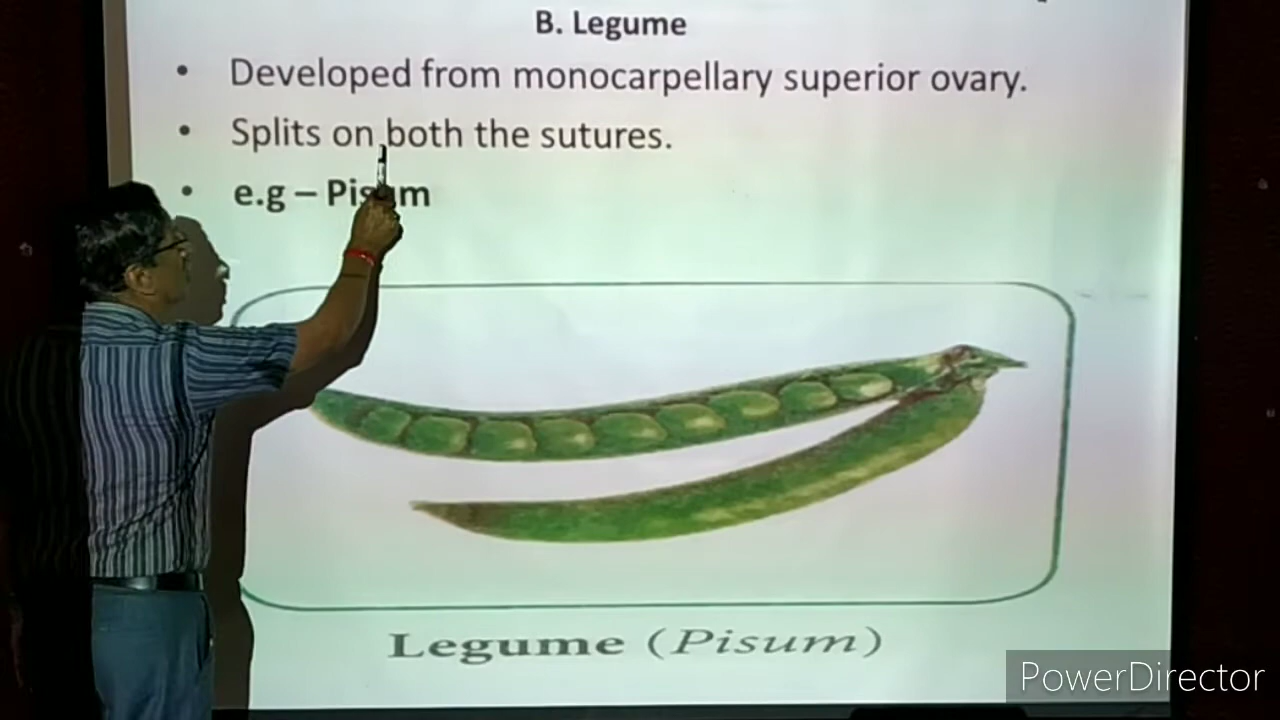 B. Legume
• Developed from monocarpellary superior ovary.
• Splits on both the sutures.
• e.g – Pisum
Legume (Pisum)
PowerDirector